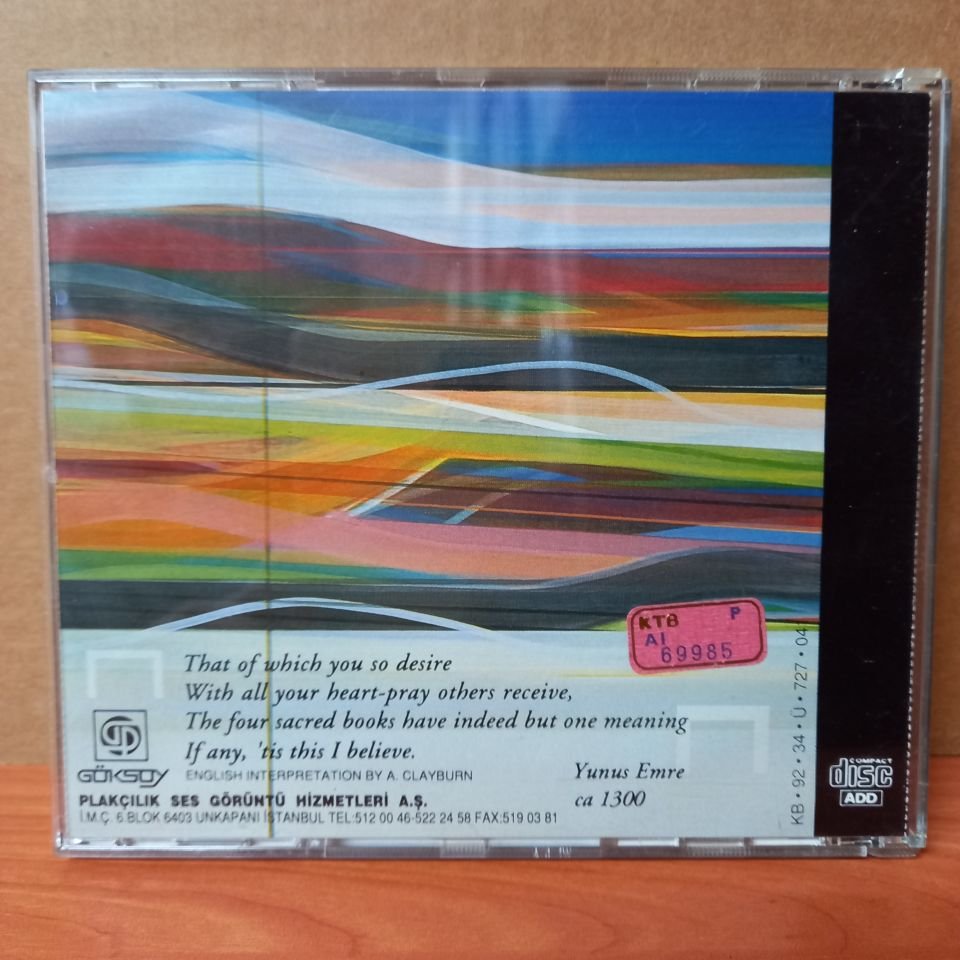 KTB P
AI
69985
That of which you so desire
With all your heart-pray others receive,
The four sacred books have indeed but one meaning
If any, 'tis this I believe.
ENGLISH INTERPRETATION BY A. CLAYBURN
Yunus Emre
ca 1300
GÖKSOY
PLAKÇILIK SES GÖRÜNTÜ HİZMETLERİ A.Ş.
İ.M.Ç. 6.BLOK 6403 UNKAPANI İSTANBUL TEL:512 00 46-522 24 58 FAX:519 03 81
KB•92•34•Ü•727•04
COMPACT
disc
ADD